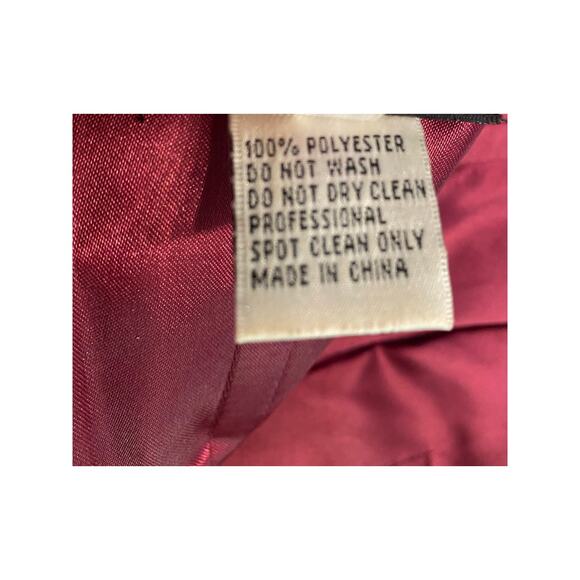 100% POLYESTER
DO NOT WASH
DO NOT DRY CLEAN
PROFESSIONAL
SPOT CLEAN ONLY
MADE IN CHINA